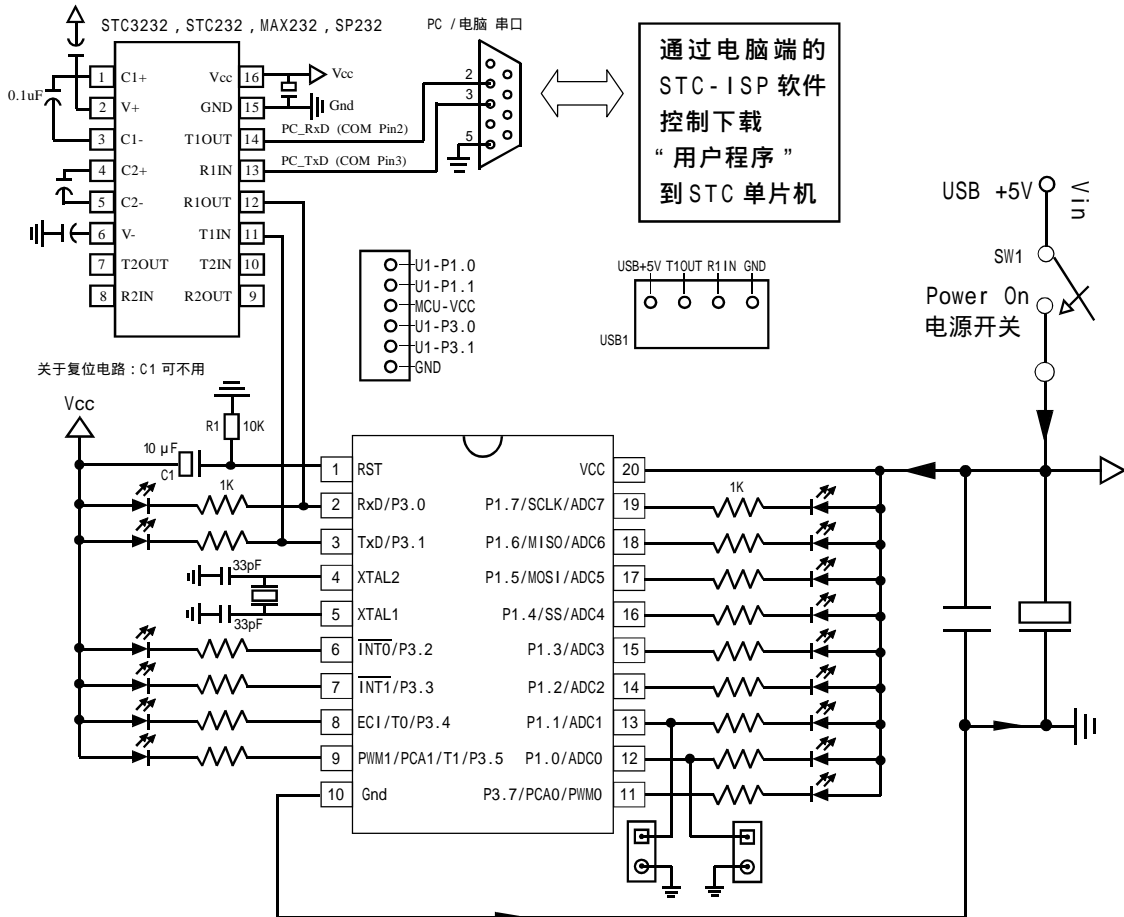 STC3232 , STC232 , MAX232 , SP232
PC / 电脑 串口
0.1uF
1 C1+ Vcc 16 Vcc
2 V+ GND 15 Gnd
3 C1- T1OUT 14 PC_RxD (COM Pin2)
4 C2+ R1IN 13 PC_TxD (COM Pin3)
5 C2- R1OUT 12
6 V- T1IN 11
7 T2OUT T2IN 10
8 R2IN R2OUT 9
2
3
5
通过电脑端的
STC-ISP 软件
控制下载
“ 用户程序 ”
到 STC 单片机
USB +5V
Vin
SW1
Power On
电源开关
U1-P1.0
U1-P1.1
MCU-VCC
U1-P3.0
U1-P3.1
GND
USB+5V T1OUT R1IN GND
USB1
关于复位电路 : C1 可不用
Vcc
R1 10K
10 μF
C1
1K
33pF
33pF
1K
1 RST VCC 20
2 RxD/P3.0 P1.7/SCLK/ADC7 19
3 TxD/P3.1 P1.6/MISO/ADC6 18
4 XTAL2 P1.5/MOSI/ADC5 17
5 XTAL1 P1.4/SS/ADC4 16
6 INT0/P3.2 P1.3/ADC3 15
7 INT1/P3.3 P1.2/ADC2 14
8 ECI/T0/P3.4 P1.1/ADC1 13
9 PWM1/PCA1/T1/P3.5 P1.0/ADC0 12
10 Gnd P3.7/PCA0/PWM0 11